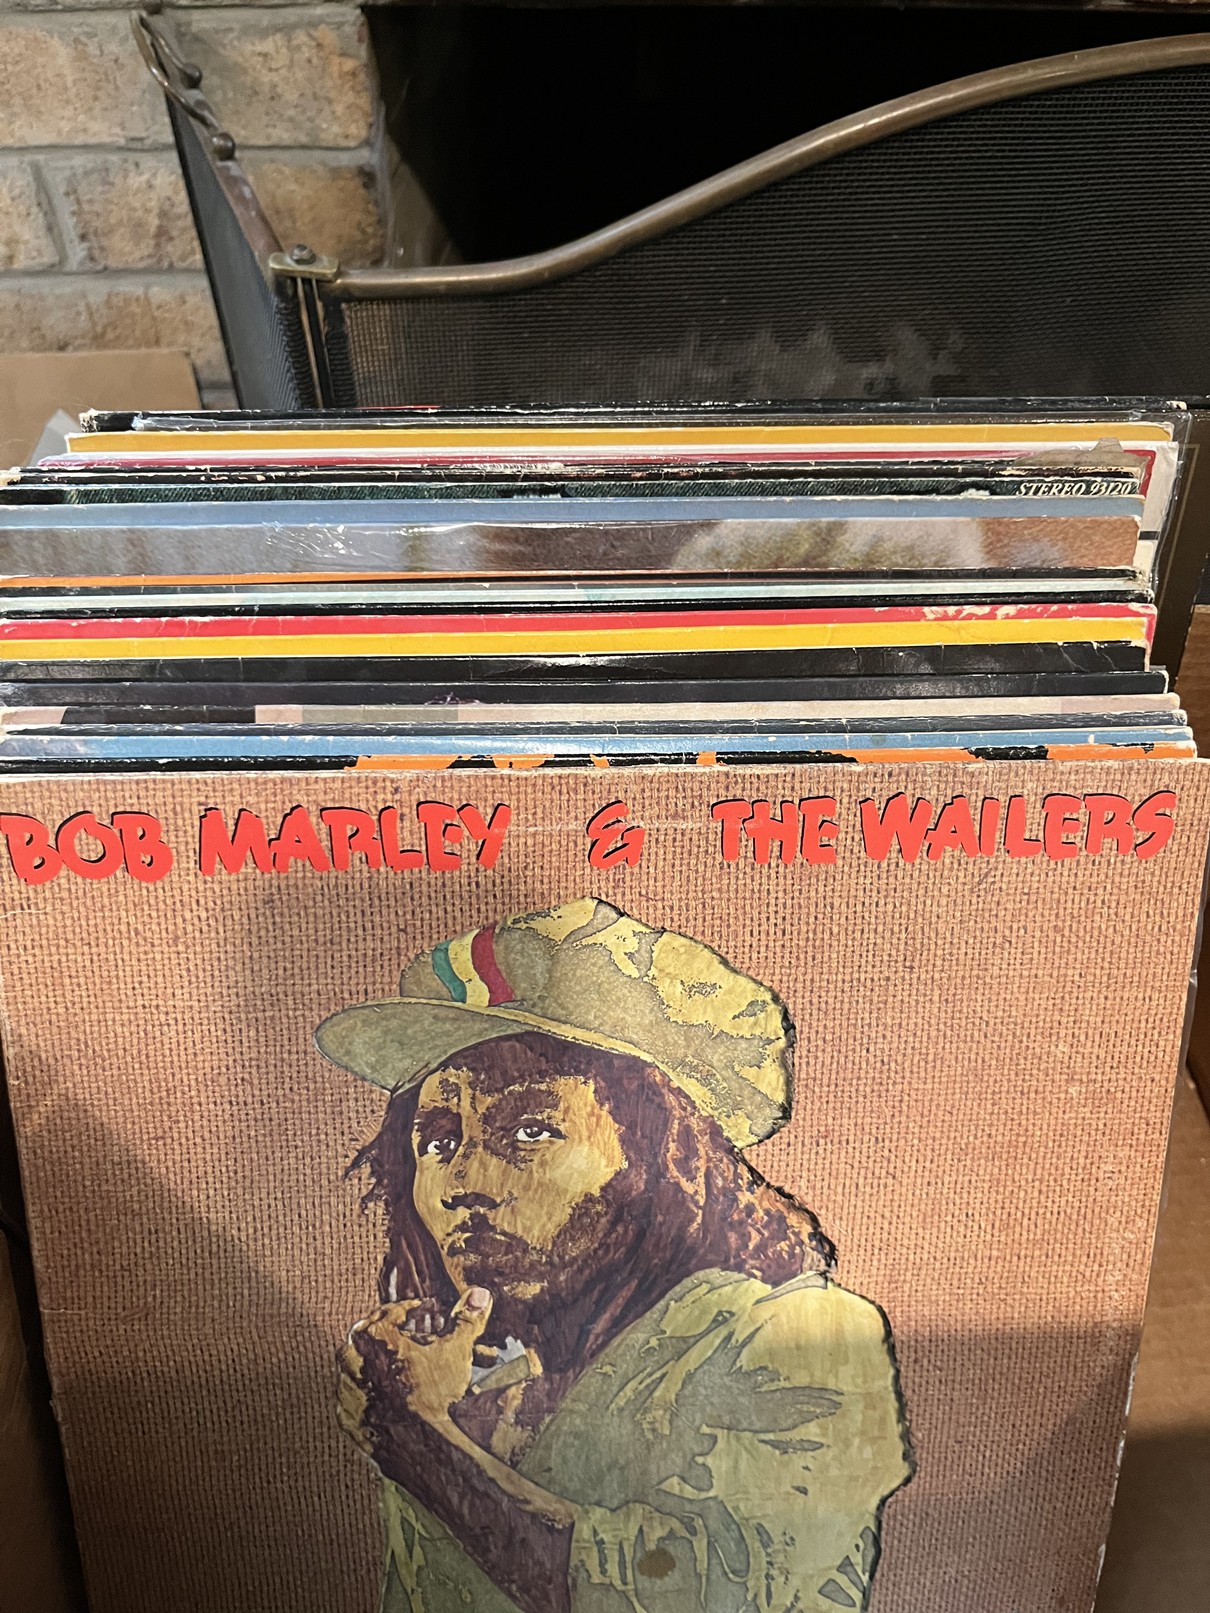 STEREO 93120
BOB MARLEY & THE WAILERS